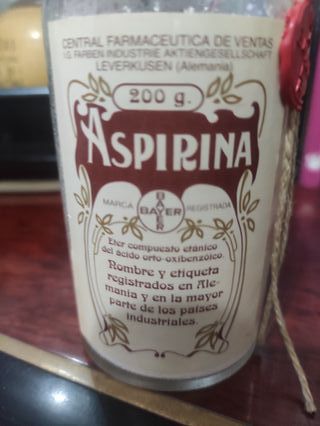 CENTRAL FARMACEUTICA DE VENTAS
I.G. FARBEN INDUSTRIE AKTIENGESELLSCHAFT
LEVERKUSEN (Alemania)
200 g.
ASPIRINA
MARCA BAYER REGISTRADA
BAYER
Eter compuesto etánico
del ácido orto-oxibenzóico.
Nombre y etiqueta
registrados en Ale-
mania y en la mayor
parte de los países
industriales.